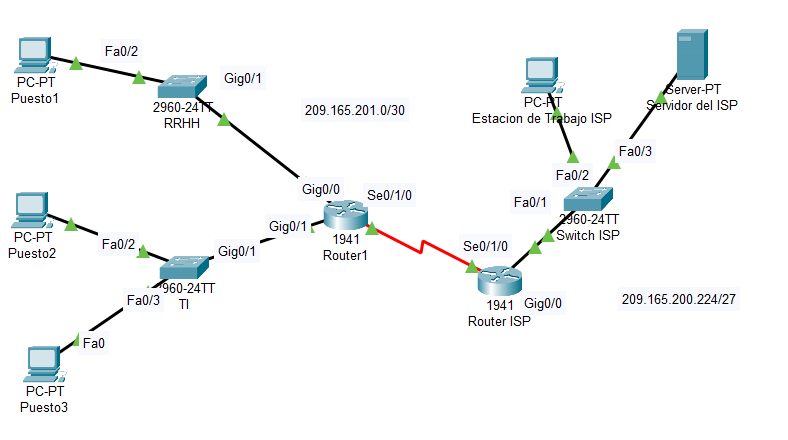 Fa0/2
PC-PT
Puesto1
Gig0/1
2960-24TT
RRHH
209.165.201.0/30
Server-PT
Servidor del ISP
PC-PT
Estacion de Trabajo ISP
Fa0/3
Fa0/2
Fa0/1
2960-24TT
Switch ISP
Gig0/0
Se0/1/0
Gig0/1
1941
Router1
PC-PT
Puesto2
Fa0/2
Gig0/1
960-24TT
TI
Fa0/3
Fa0
PC-PT
Puesto3
Se0/1/0
1941
Router ISP
Gig0/0
209.165.200.224/27